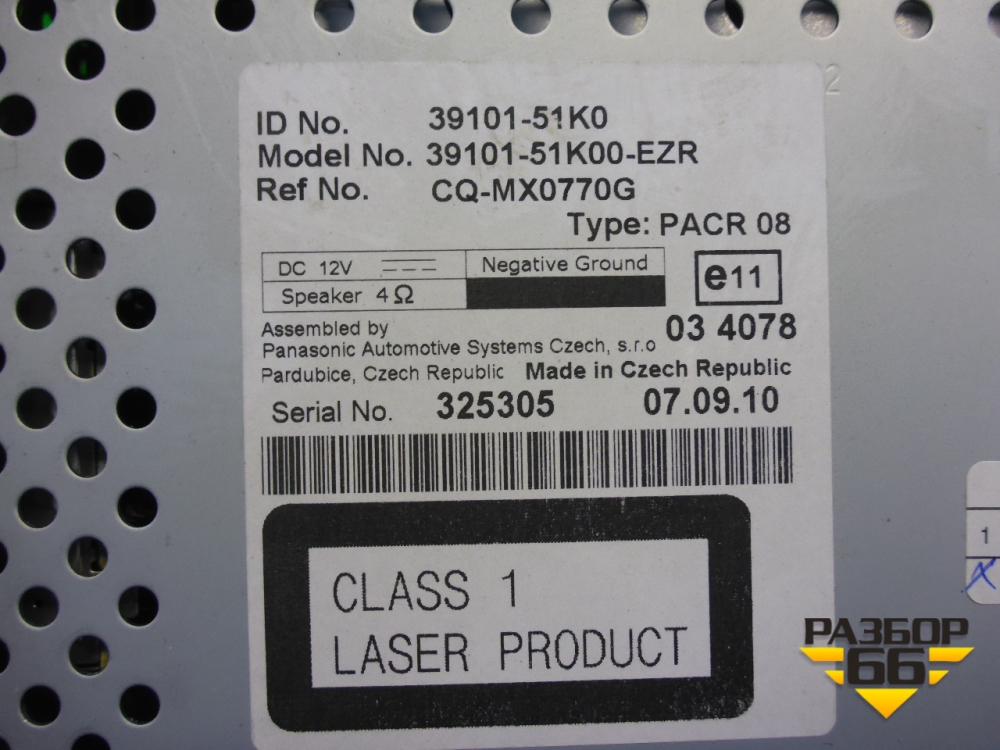 2
ID No. 39101-51K0
Model No. 39101-51K00-EZR
Ref No. CQ-MX0770G
Type: PACR 08
DC 12V Negative Ground
Speaker 4Ω
e11
03 4078
Assembled by
Panasonic Automotive Systems Czech, s.r.o
Pardubice, Czech Republic Made in Czech Republic
Serial No. 325305 07.09.10
CLASS 1
LASER PRODUCT
1
X
РАЗБОР
66